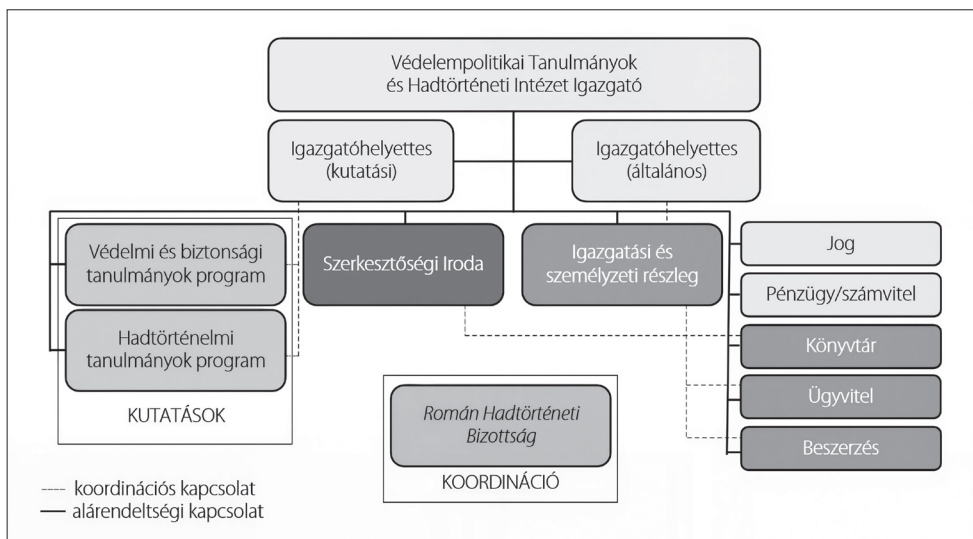 Védelempolitikai Tanulmányok
és Hadtörténeti Intézet Igazgató
Igazgatóhelyettes
(kutatási)
Igazgatóhelyettes
(általános)
Védelmi és biztonsági
tanulmányok program
Hadtörténelmi
tanulmányok program
KUTATÁSOK
Szerkesztőségi Iroda
Igazgatási és
személyzeti részleg
Jog
Pénzügy/számvitel
Könyvtár
Ügyvitel
Beszerzés
Román Hadtörténeti
Bizottság
KOORDINÁCIÓ
koordinációs kapcsolat
alárendeltségi kapcsolat